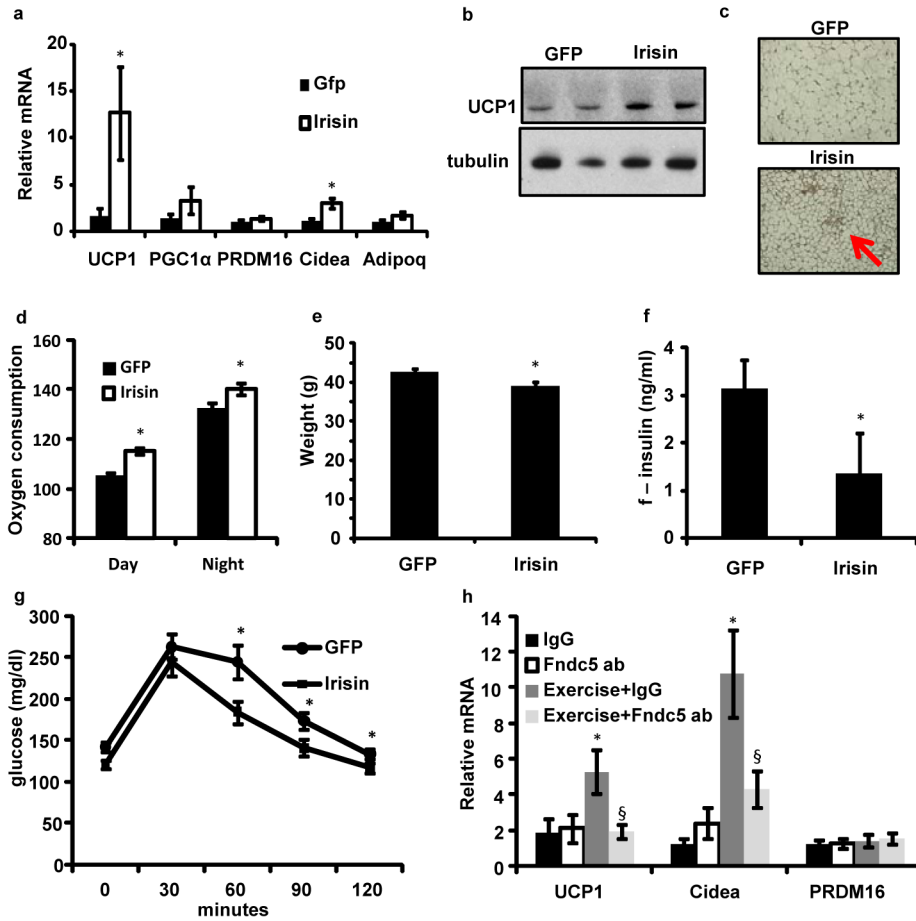 a
20
15
10
5
0
Relative mRNA
*
*
Gfp
Irisin
UCP1 PGC1α PRDM16 Cidea Adipoq
b
GFP Irisin
UCP1
tubulin
c
GFP
Irisin
d
160
140
120
100
80
Oxygen consumption
GFP
Irisin
*
*
Day Night
e
50
40
30
20
10
0
Weight (g)
*
GFP Irisin
f
4
3
2
1
0
f – insulin (ng/ml)
*
GFP Irisin
g
300
250
200
150
100
50
0
glucose (mg/dl)
*
*
*
GFP
Irisin
0 30 60 90 120
minutes
h
14
12
10
8
6
4
2
0
Relative mRNA
IgG
Fndc5 ab
Exercise+IgG
Exercise+Fndc5 ab
*
§
*
§
UCP1 Cidea PRDM16